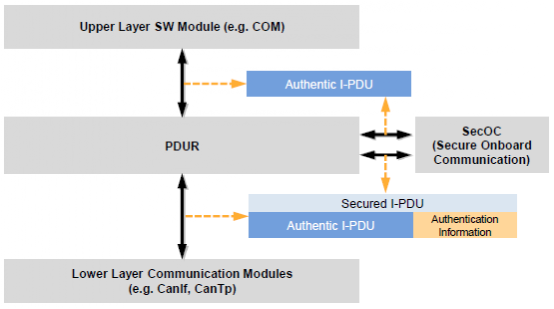 Upper Layer SW Module (e.g. COM)
Authentic I-PDU
PDUR
SecOC
(Secure Onboard
Communication)
Secured I-PDU
Authentic I-PDU
Authentication
Information
Lower Layer Communication Modules
(e.g. CanIf, CanTp)